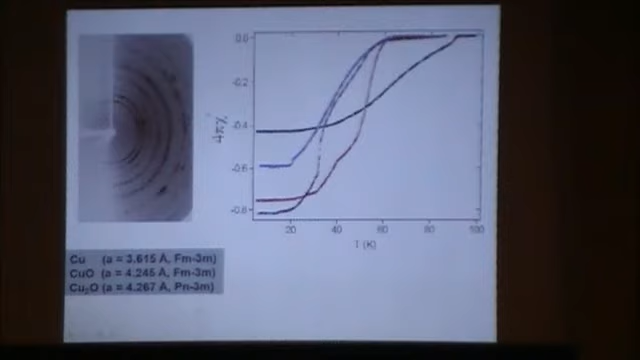 0.0
-0.2
-0.4
-0.6
-0.8
4πχ
20
40
60
80
100
T (K)
Cu (a = 3.615 Å, Fm-3m)
CuO (a = 4.245 Å, Fm-3m)
Cu₂O (a = 4.267 Å, Pn-3m)